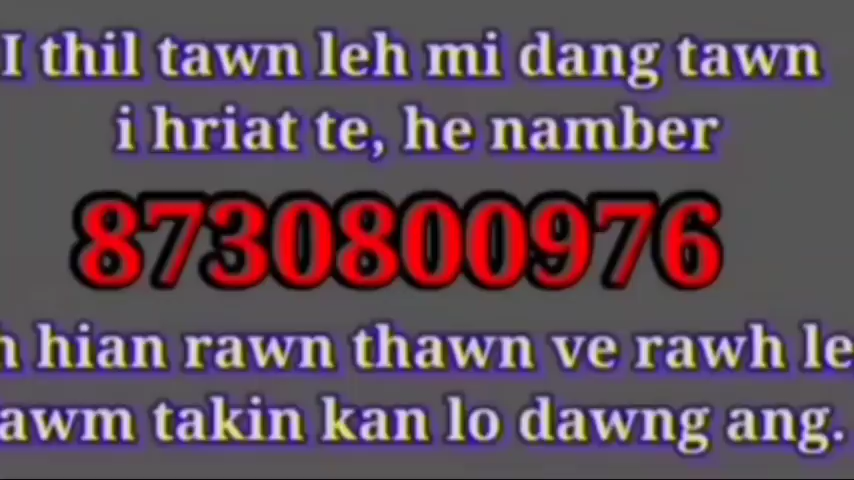 I thil tawn leh mi dang tawn
i hriat te, he namber
8730800976
hian rawn thawn ve rawh
takin kan lo dawng ang.